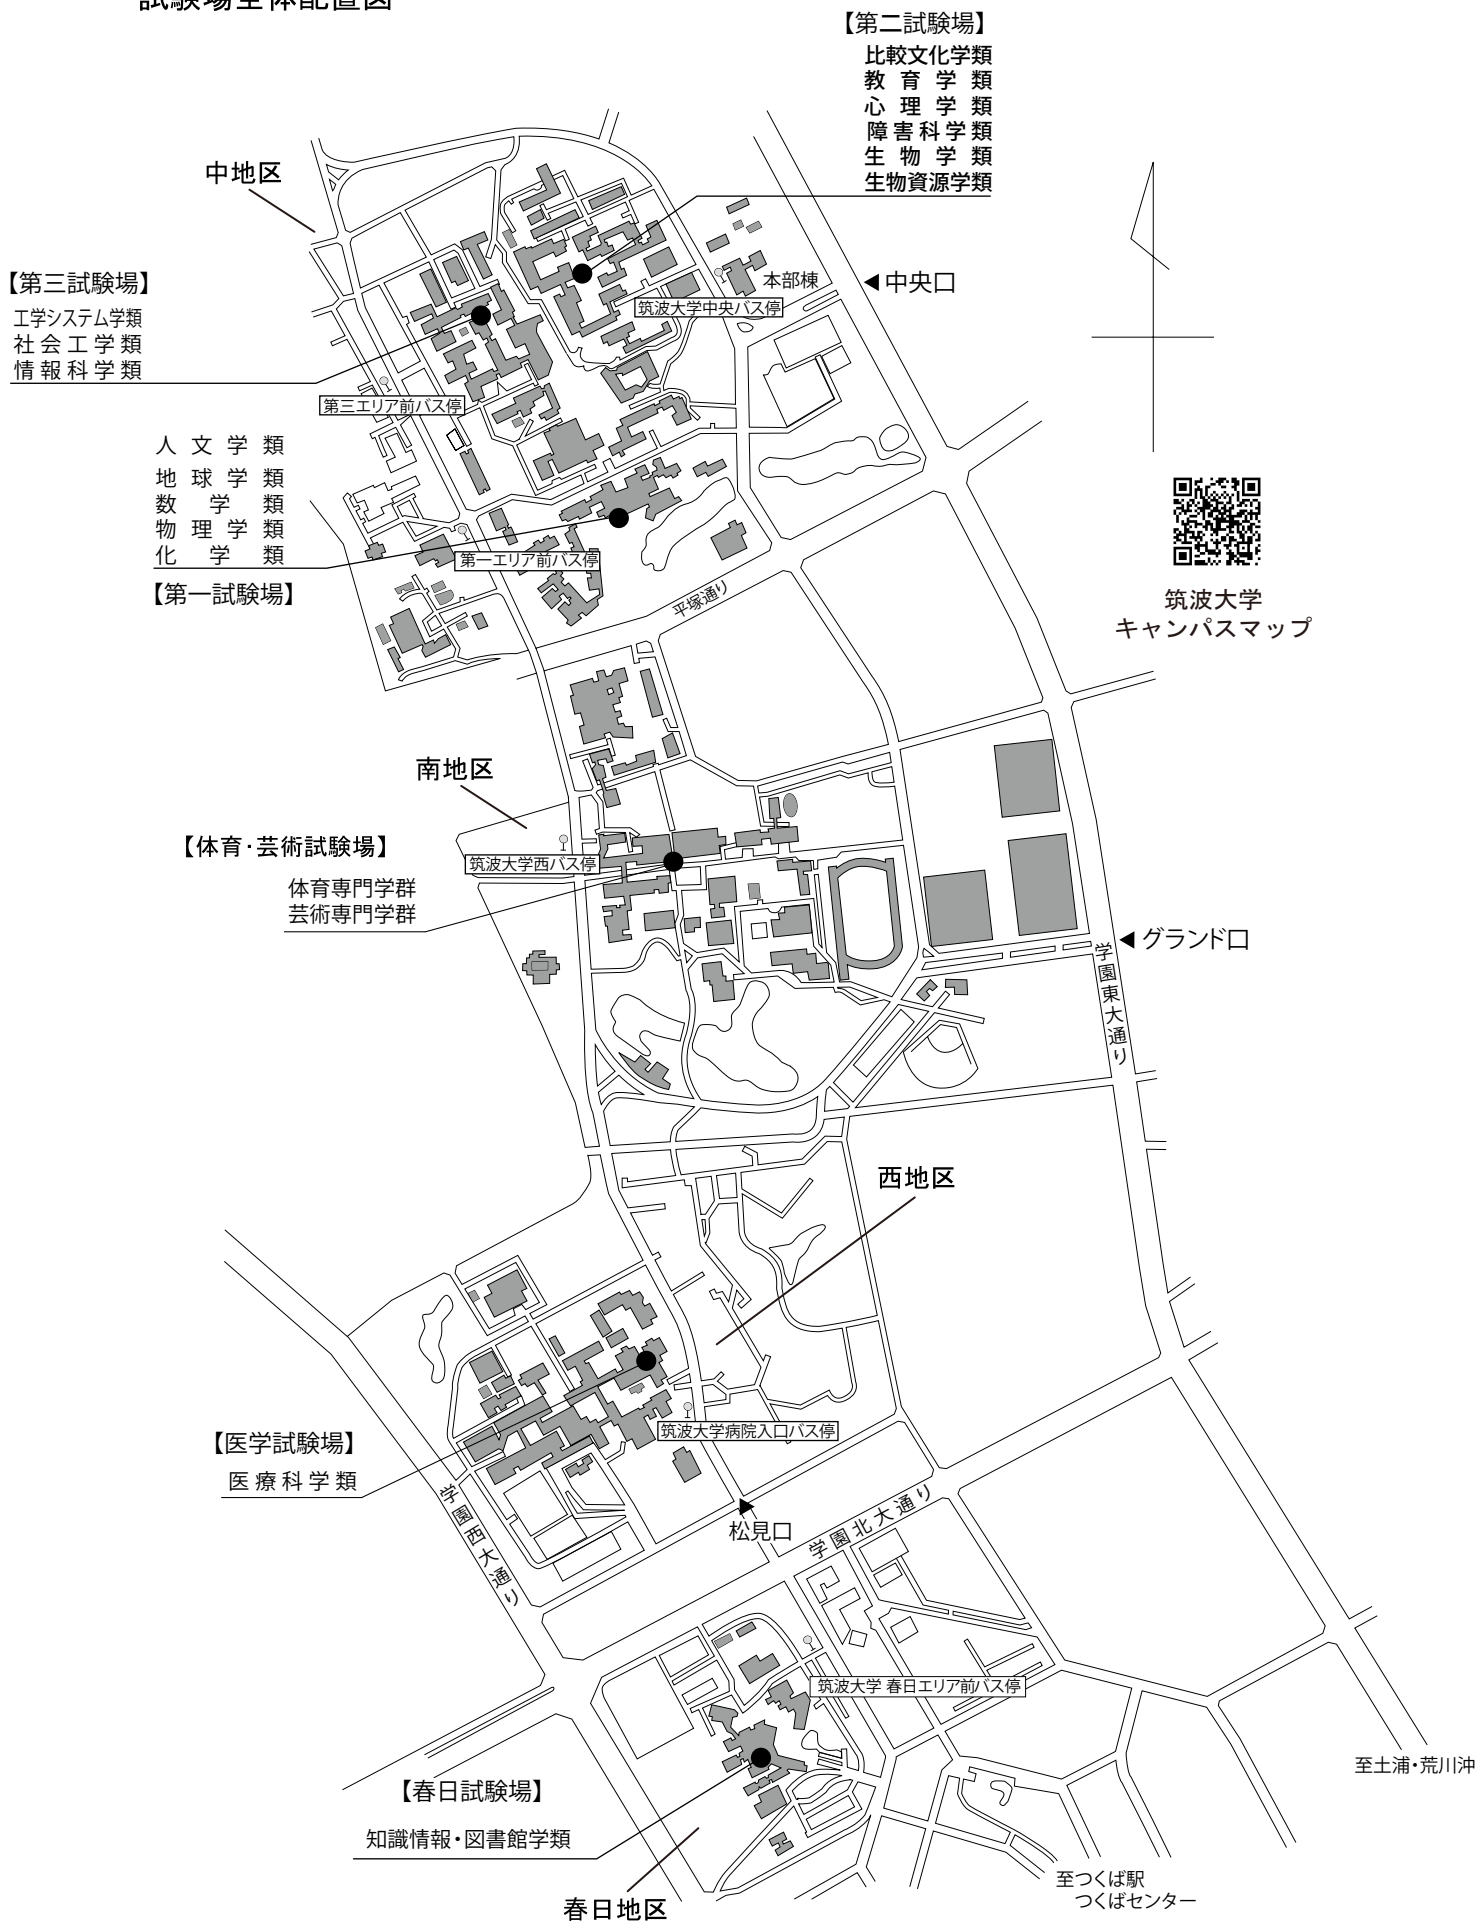 試験場全体配置図
【第二試験場】
比較文化学類
教育学類
心理学類
障害科学類
生物学類
生物資源学類
中地区
【第三試験場】
工学システム学類
社会工学類
情報科学類
本部棟
中央口
筑波大学中央バス停
第三エリア前バス停
人文学類
地球学類
数学類
物理学類
化学類
【第一試験場】
第一エリア前バス停
平塚通り
筑波大学
キャンパスマップ
南地区
【体育・芸術試験場】
体育専門学群
芸術専門学群
筑波大学西バス停
グランド口
学園東大通り
西地区
【医学試験場】
医療科学類
筑波大学病院入口バス停
学園西大通り
松見口
学園北大通り
筑波大学 春日エリア前バス停
至土浦・荒川沖
【春日試験場】
知識情報・図書館学類
春日地区
至つくば駅
つくばセンター